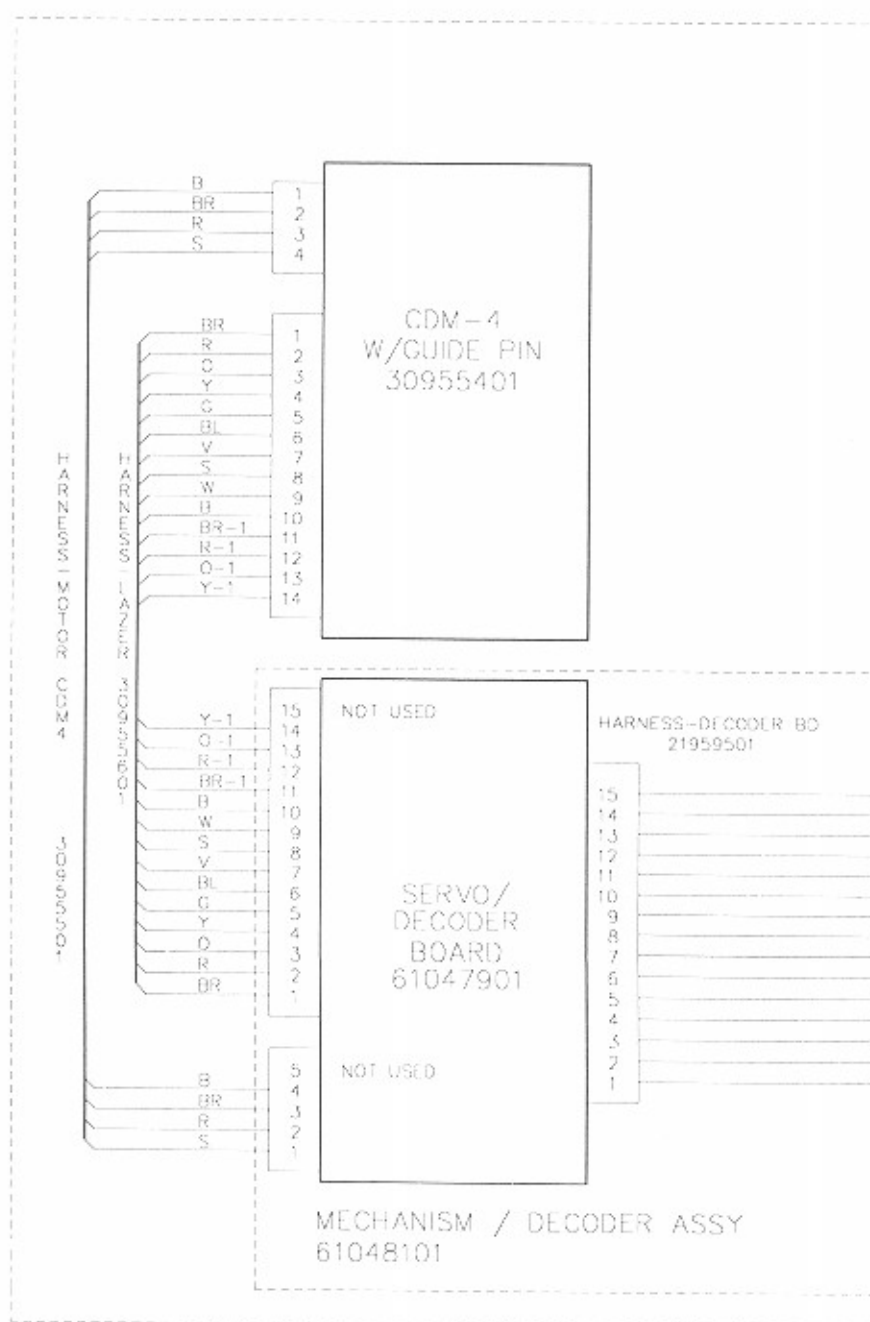 B
BR
R
S
1
2
3
4
CDM-4
W/GUIDE PIN
30955401
BR
R
O
Y
G
BL
V
S
W
B
BR-1
R-1
O-1
Y-1
1
2
3
4
5
6
7
8
9
10
11
12
13
14
HARNESS-MOTOR CDM4 30955501
HARNESS-LAZER 30955601
Y-1
O-1
R-1
BR-1
B
W
S
V
BL
G
Y
O
R
BR
15
14
13
12
11
10
9
8
7
6
5
4
3
2
1
NOT USED
SERVO/
DECODER
BOARD
61047901
HARNESS-DECODER BD
21959501
15
14
13
12
11
10
9
8
7
6
5
4
3
2
1
B
BR
R
S
5
4
3
2
1
NOT USED
MECHANISM / DECODER ASSY
61048101